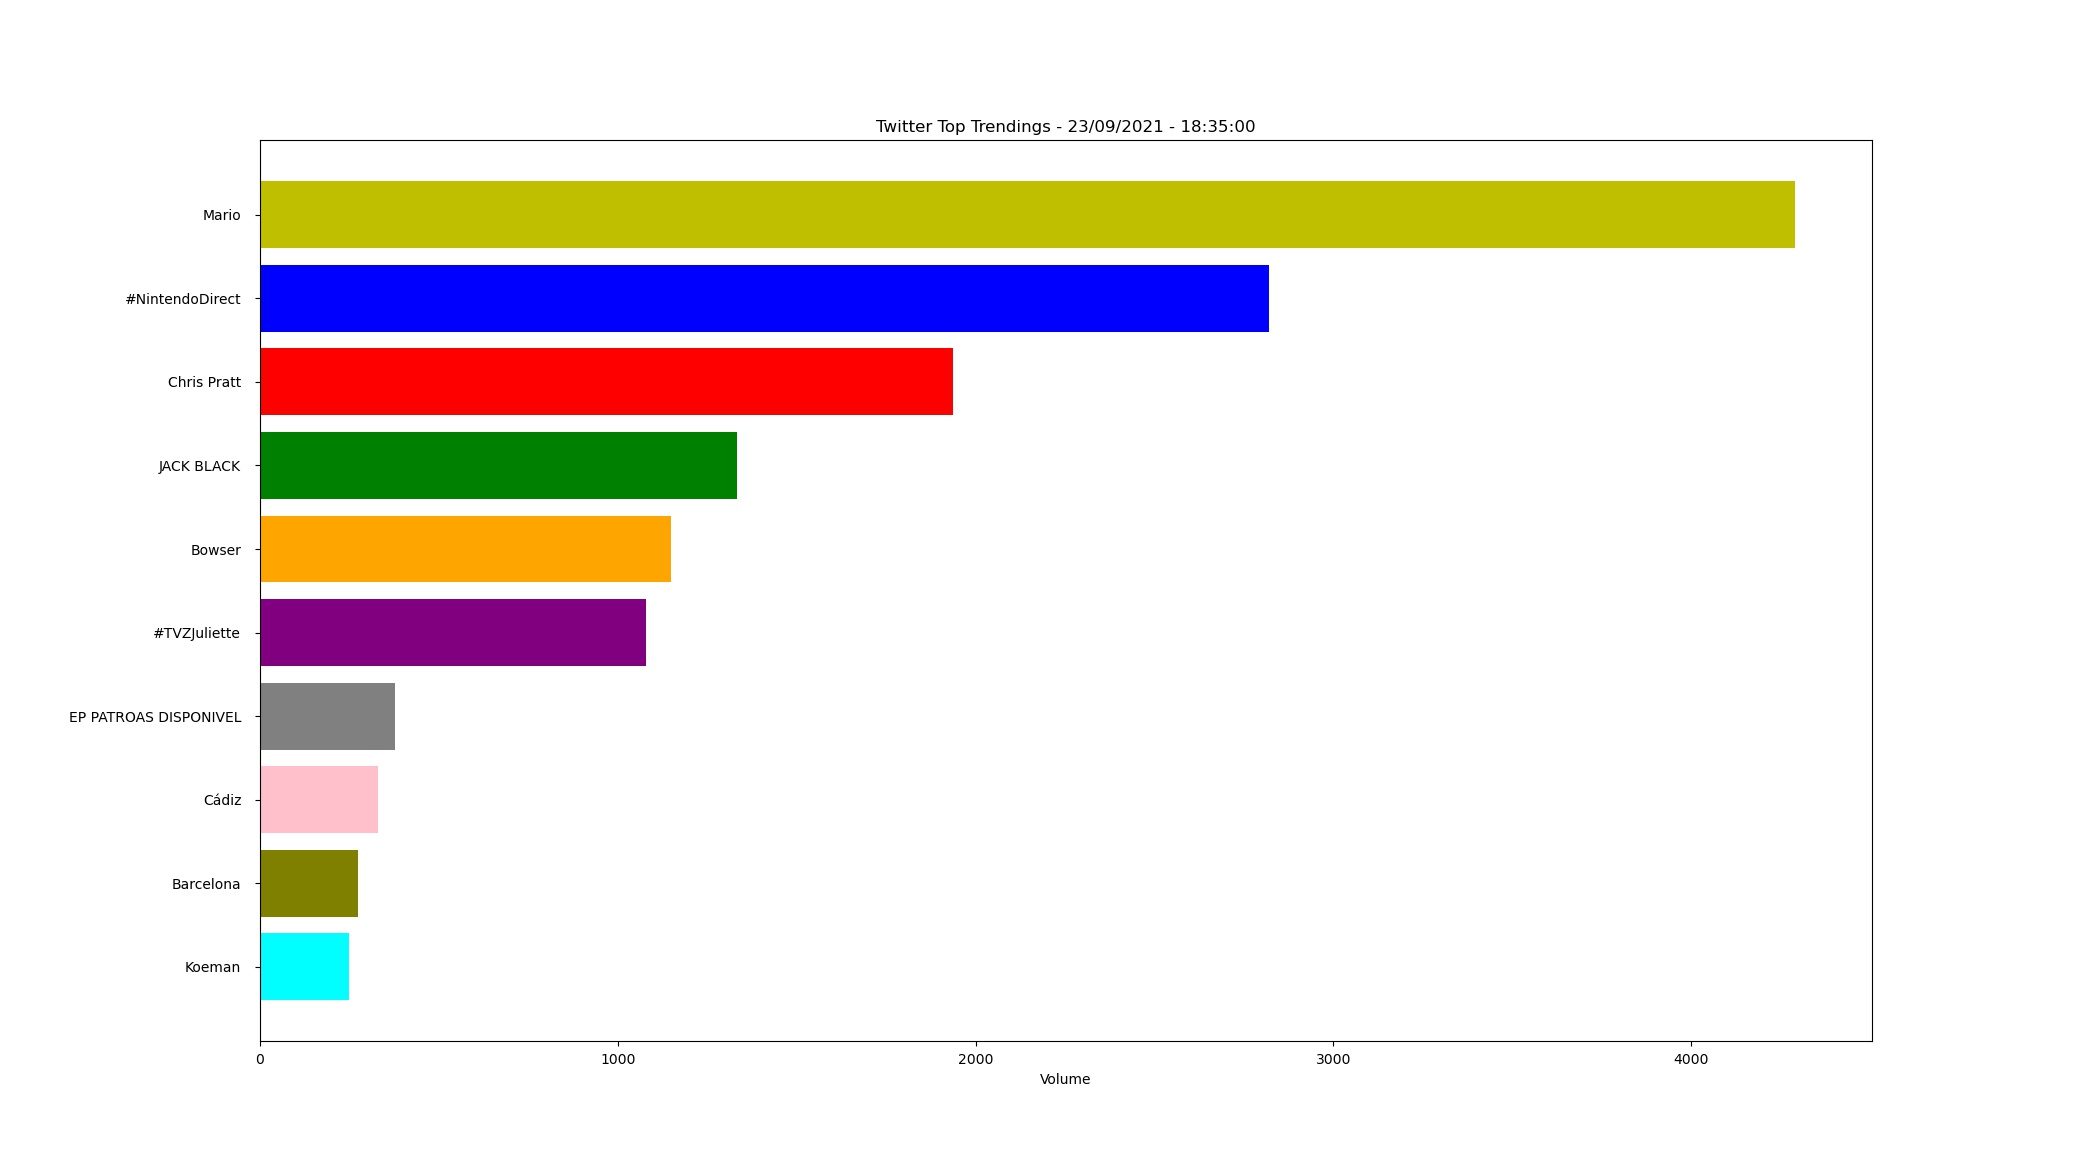 Twitter Top Trendings - 23/09/2021 - 18:35:00
Mario
#NintendoDirect
Chris Pratt
JACK BLACK
Bowser
#TVZJuliette
EP PATROAS DISPONIVEL
Cádiz
Barcelona
Koeman
0 1000 2000 3000 4000
Volume